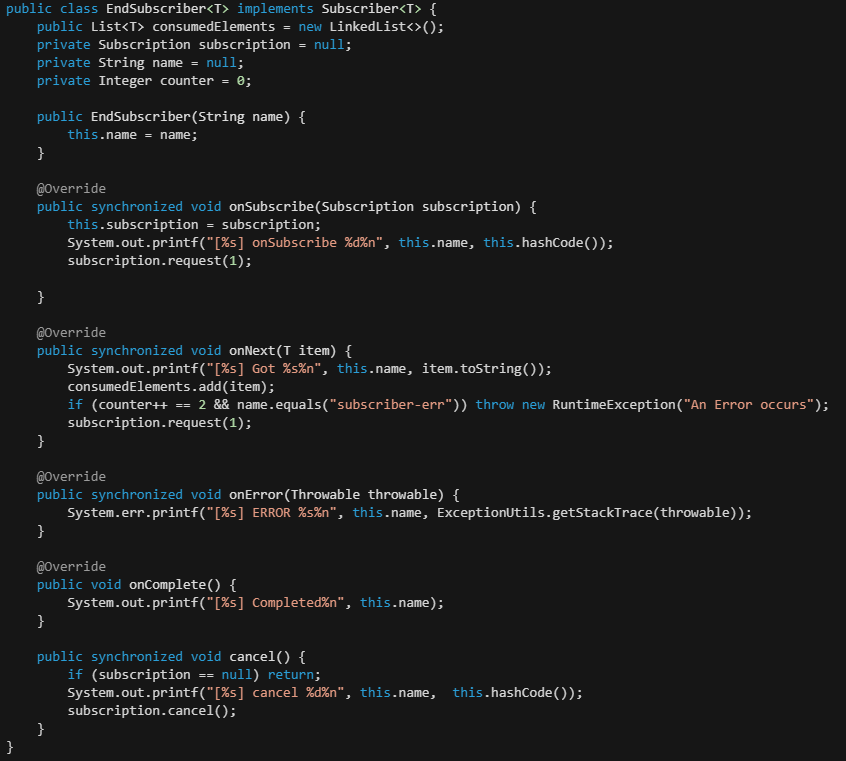 public class EndSubscriber<T> implements Subscriber<T> {
    public List<T> consumedElements = new LinkedList<>();
    private Subscription subscription = null;
    private String name = null;
    private Integer counter = 0;

    public EndSubscriber(String name) {
        this.name = name;
    }

    @Override
    public synchronized void onSubscribe(Subscription subscription) {
        this.subscription = subscription;
        System.out.printf("[%s] onSubscribe %d%n", this.name, this.hashCode());
        subscription.request(1);

    }

    @Override
    public synchronized void onNext(T item) {
        System.out.printf("[%s] Got %s%n", this.name, item.toString());
        consumedElements.add(item);
        if (counter++ == 2 && name.equals("subscriber-err")) throw new RuntimeException("An Error occurs");
        subscription.request(1);
    }

    @Override
    public synchronized void onError(Throwable throwable) {
        System.err.printf("[%s] ERROR %s%n", this.name, ExceptionUtils.getStackTrace(throwable));
    }

    @Override
    public void onComplete() {
        System.out.printf("[%s] Completed%n", this.name);
    }

    public synchronized void cancel() {
        if (subscription == null) return;
        System.out.printf("[%s] cancel %d%n", this.name,  this.hashCode());
        subscription.cancel();
    }
}